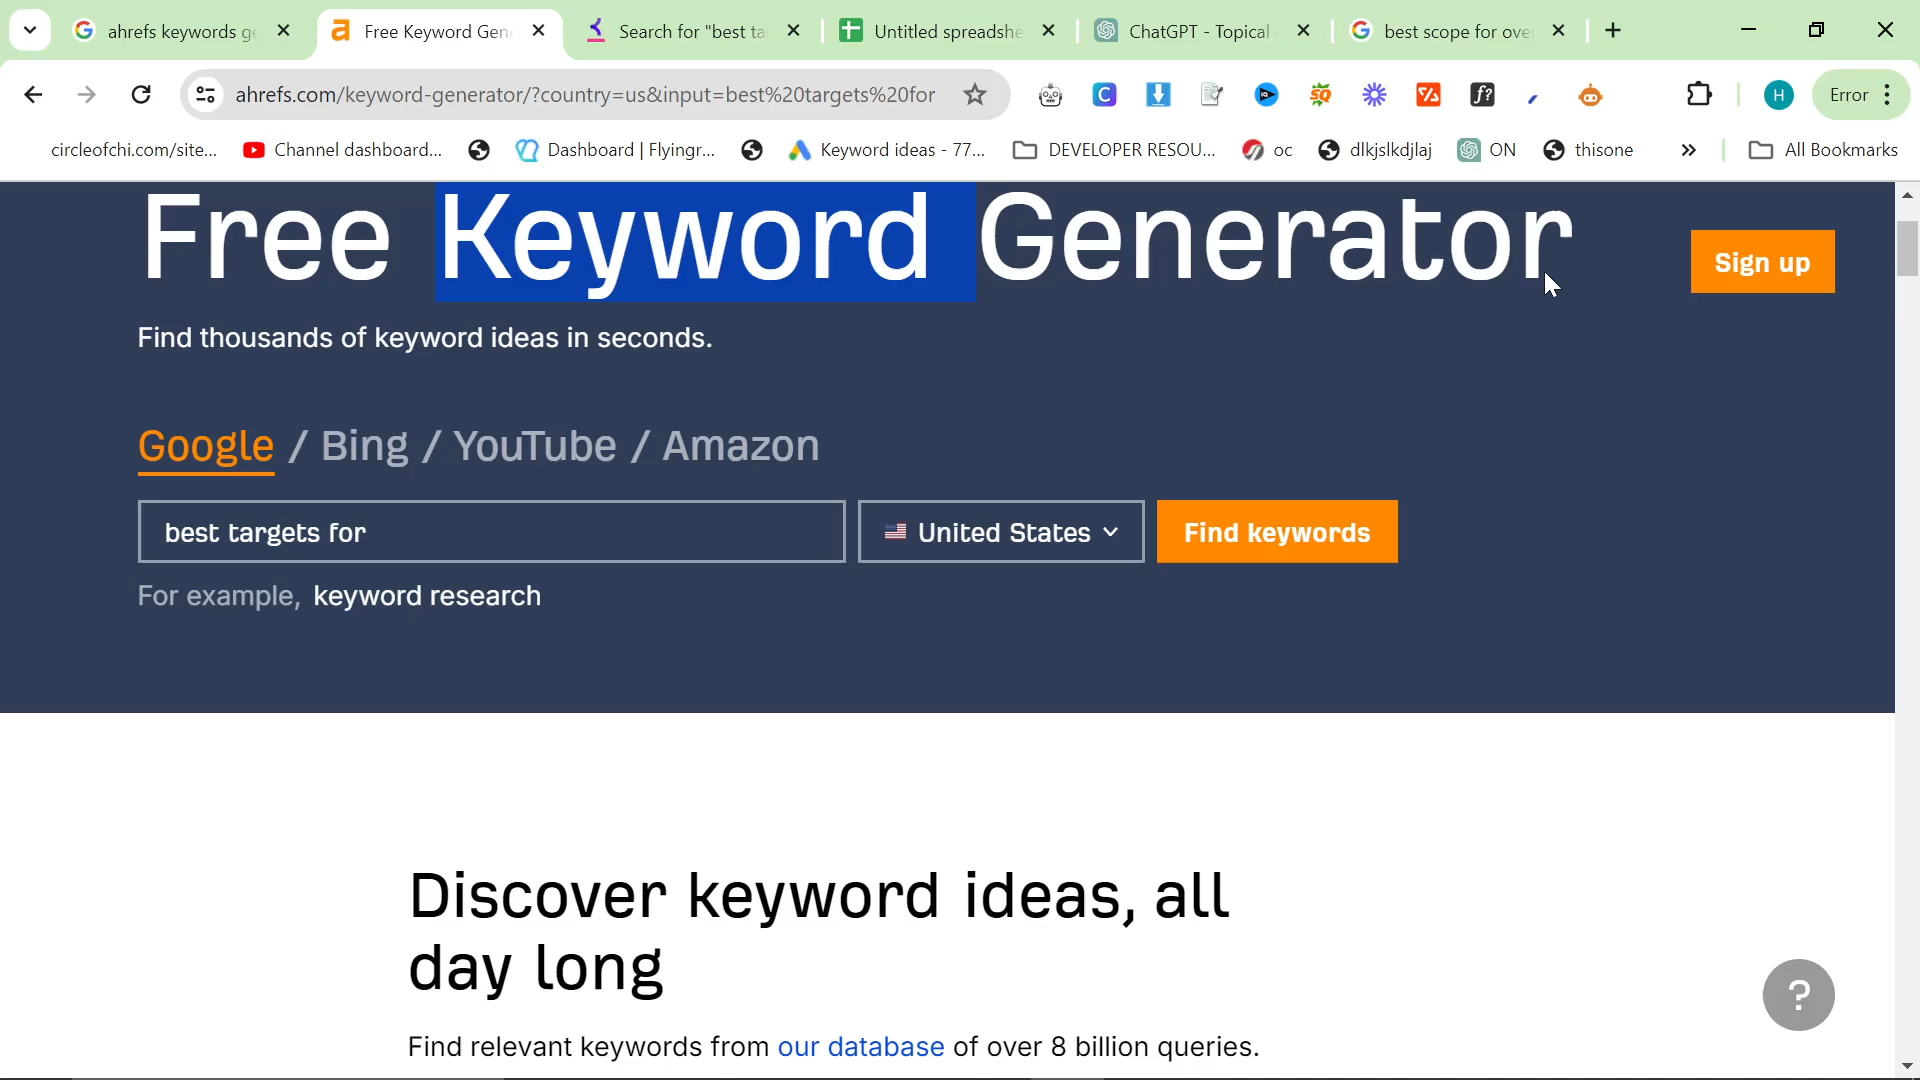 ahrefs keywords ge
Free Keyword Gen
Search for "best ta
Untitled spreadshe
ChatGPT - Topical
best scope for ove
ahrefs.com/keyword-generator/?country=us&input=best%20targets%20for
H
Error
circleofchi.com/site...
Channel dashboard...
Dashboard | Flyingr...
Keyword ideas - 77...
DEVELOPER RESOU...
oc
dlkjslkdjlaj
ON
thisone
»
All Bookmarks
Free Keyword Generator
Sign up
Find thousands of keyword ideas in seconds.
Google / Bing / YouTube / Amazon
best targets for
United States
Find keywords
For example, keyword research
Discover keyword ideas, all
day long
?
Find relevant keywords from our database of over 8 billion queries.